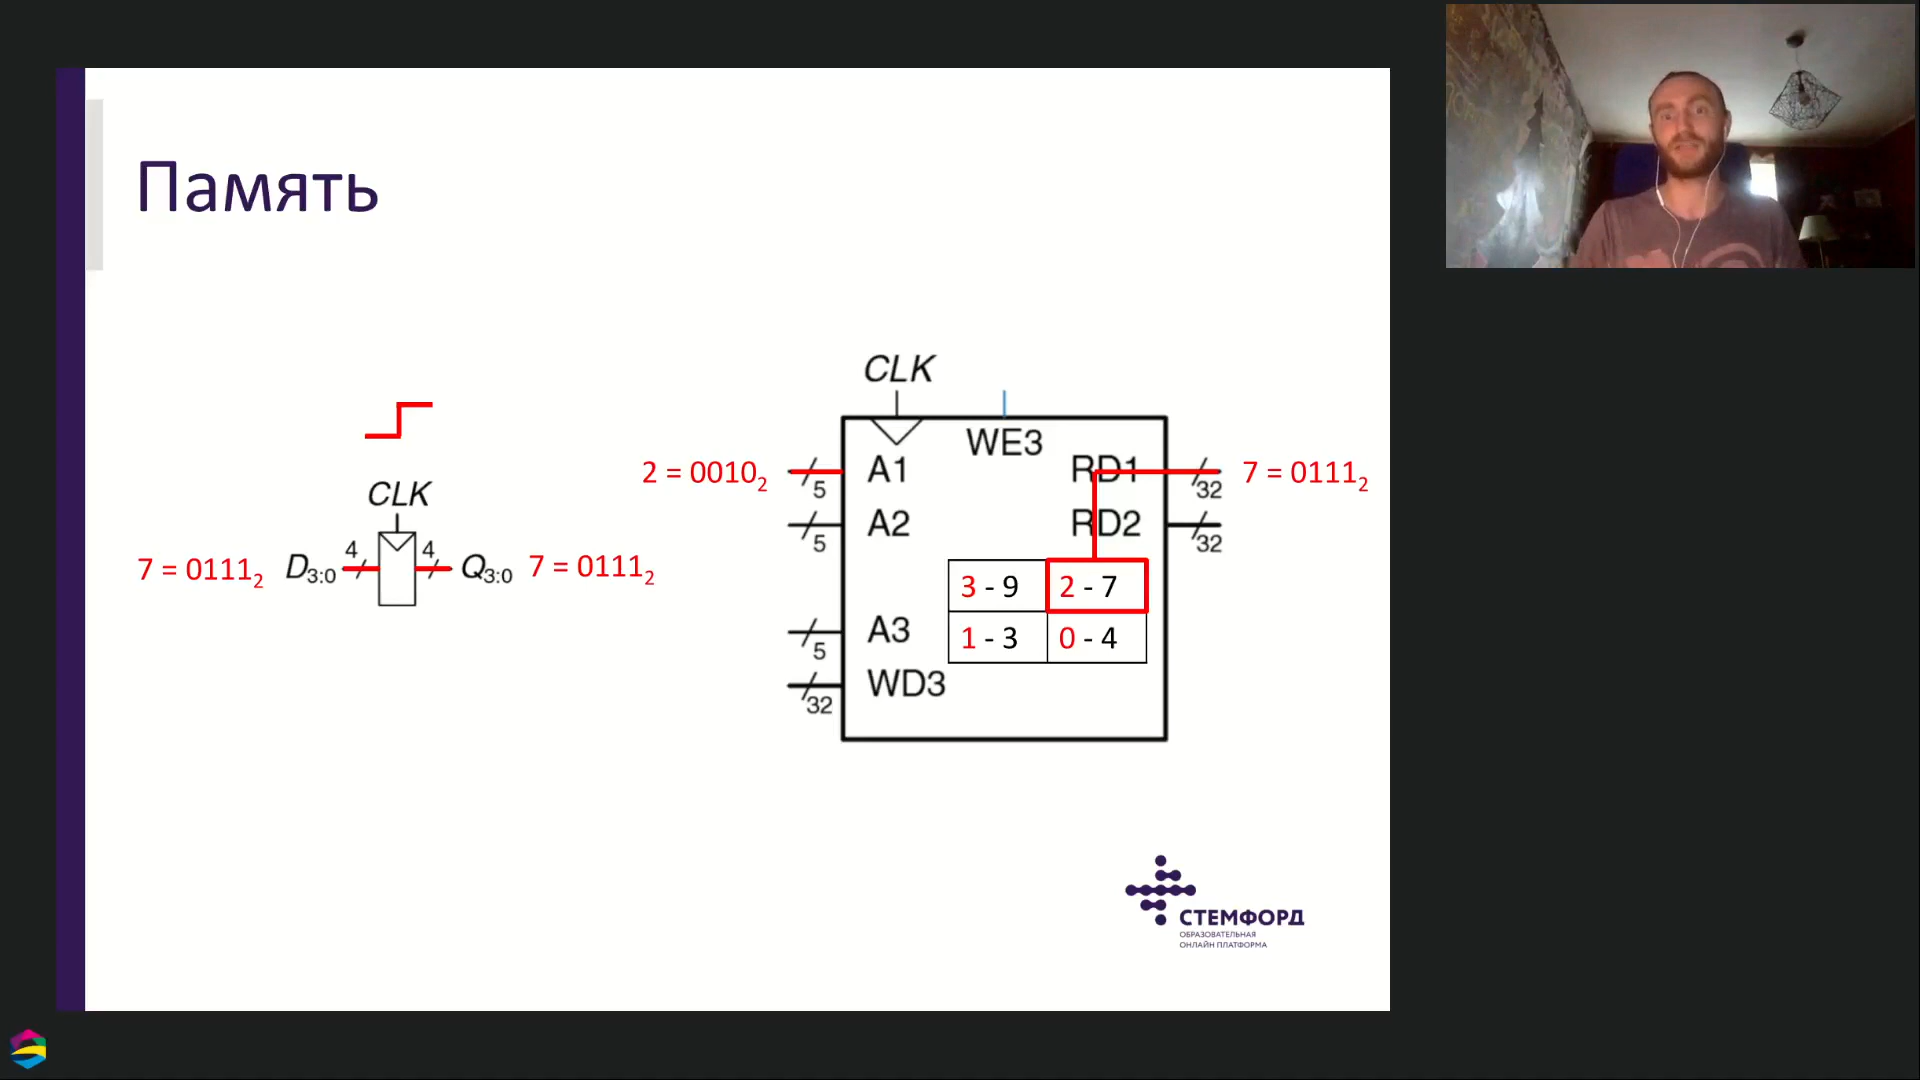 Память
CLK
7 = 0111₂ D₃:₀ 4 4 Q₃:₀ 7 = 0111₂
CLK
WE3
2 = 0010₂ 5 A1 RD1 32 7 = 0111₂
5 A2 RD2 32
3 - 9 2 - 7
1 - 3 0 - 4
5 A3
32 WD3
СТЕМФОРД
ОБРАЗОВАТЕЛЬНАЯ
ОНЛАЙН ПЛАТФОРМА